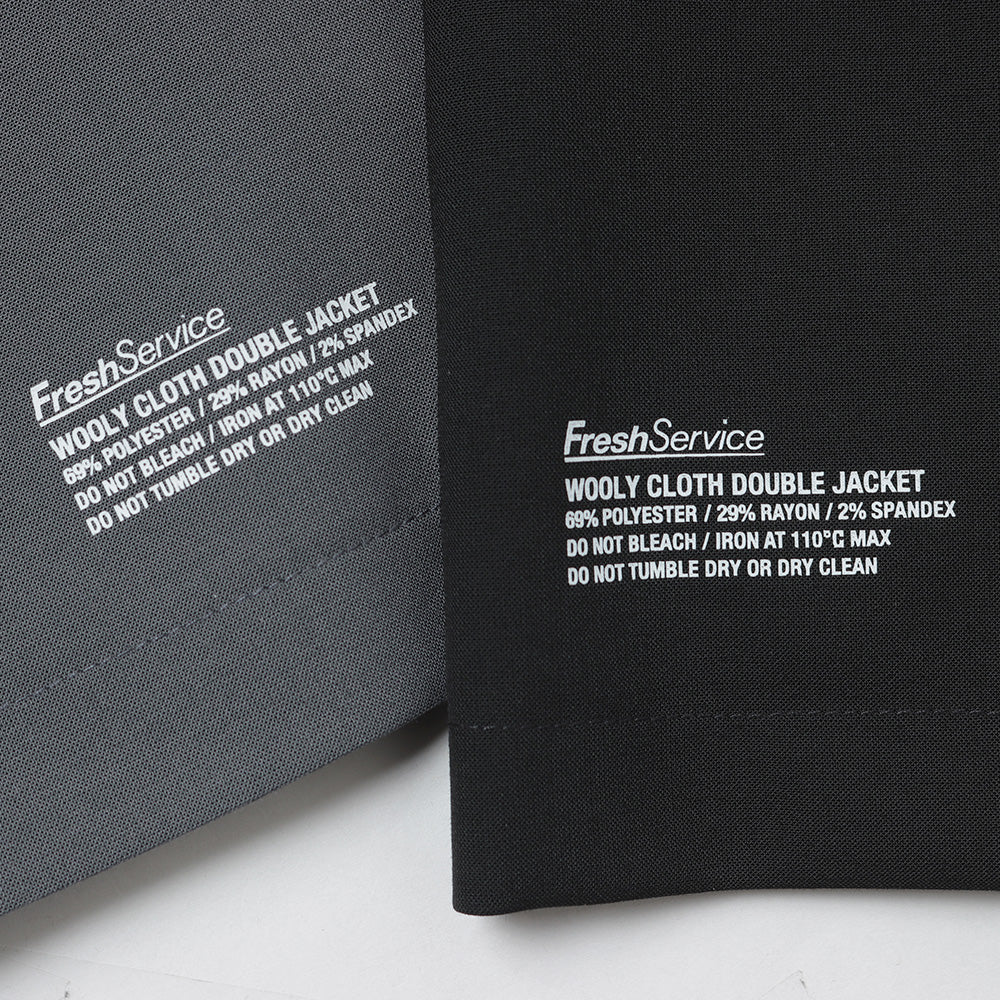 FreshService
WOOLY CLOTH DOUBLE JACKET
69% POLYESTER / 29% RAYON / 2% SPANDEX
DO NOT BLEACH / IRON AT 110°C MAX
DO NOT TUMBLE DRY OR DRY CLEAN
FreshService
WOOLY CLOTH DOUBLE JACKET
69% POLYESTER / 29% RAYON / 2% SPANDEX
DO NOT BLEACH / IRON AT 110°C MAX
DO NOT TUMBLE DRY OR DRY CLEAN